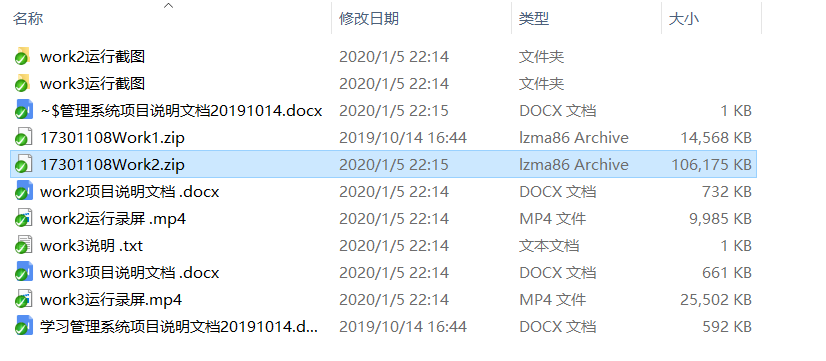 名称 修改日期 类型 大小
work2运行截图 2020/1/5 22:14 文件夹
work3运行截图 2020/1/5 22:14 文件夹
~$管理系统项目说明文档20191014.docx 2020/1/5 22:15 DOCX 文档 1 KB
17301108Work1.zip 2019/10/14 16:44 lzma86 Archive 14,568 KB
17301108Work2.zip 2020/1/5 22:15 lzma86 Archive 106,175 KB
work2项目说明文档 .docx 2020/1/5 22:14 DOCX 文档 732 KB
work2运行录屏 .mp4 2020/1/5 22:14 MP4 文件 9,985 KB
work3说明 .txt 2020/1/5 22:14 文本文档 1 KB
work3项目说明文档 .docx 2020/1/5 22:14 DOCX 文档 661 KB
work3运行录屏.mp4 2020/1/5 22:14 MP4 文件 25,502 KB
学习管理系统项目说明文档20191014.d... 2019/10/14 16:44 DOCX 文档 592 KB